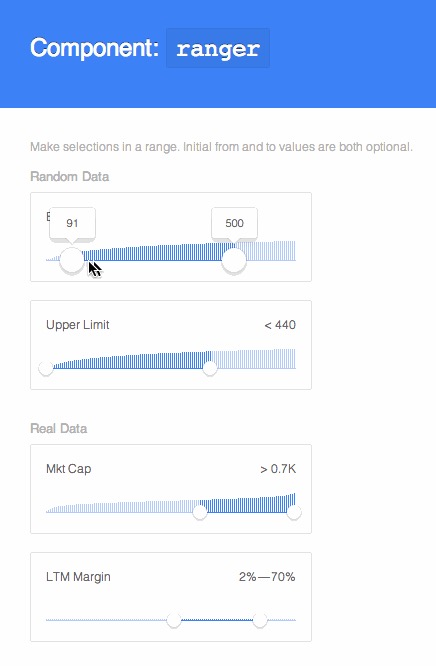 Component: ranger
Make selections in a range. Initial from and to values are both optional.
Random Data
91 500
Upper Limit < 440
Real Data
Mkt Cap > 0.7K
LTM Margin 2%—70%